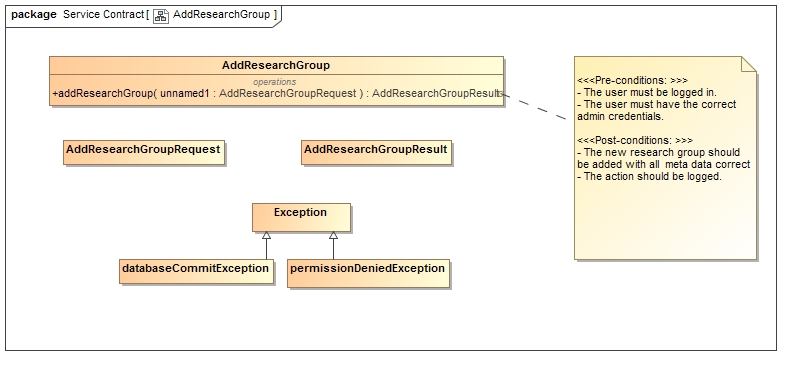 package Service Contract [ AddResearchGroup ]
AddResearchGroup
operations
+addResearchGroup( unnamed1 : AddResearchGroupRequest ) : AddResearchGroupResult
<<<Pre-conditions: >>>
- The user must be logged in.
- The user must have the correct
admin credentials.
<<<Post-conditions: >>>
- The new research group should
be added with all meta data correct
- The action should be logged.
AddResearchGroupRequest
AddResearchGroupResult
Exception
databaseCommitException
permissionDeniedException